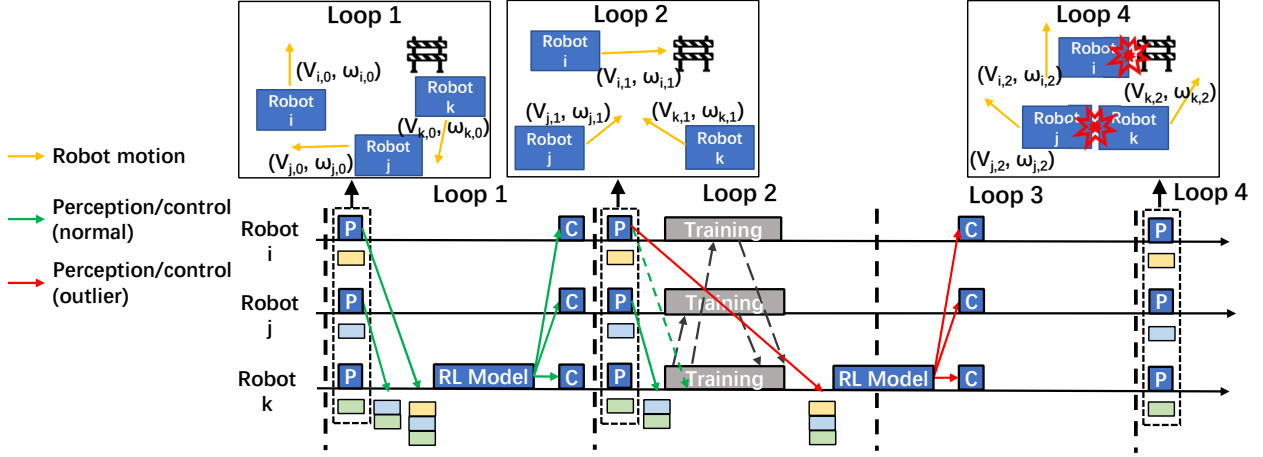 Loop 1
Robot
i
(V_{i,0}, ω_{i,0})
Robot
k
(V_{k,0}, ω_{k,0})
Robot
j
(V_{j,0}, ω_{j,0})
Loop 2
Robot
i
(V_{i,1}, ω_{i,1})
(V_{j,1}, ω_{j,1})
Robot
j
(V_{k,1}, ω_{k,1})
Robot
k
Loop 4
Robot
i
(V_{i,2}, ω_{i,2})
(V_{k,2}, ω_{k,2})
Robot
j
Robot
k
(V_{j,2}, ω_{j,2})
Robot motion
Perception/control
(normal)
Perception/control
(outlier)
Loop 1
Loop 2
Loop 3
Loop 4
Robot
i
P
C
P
Training
C
P
Robot
j
P
C
P
Training
C
P
Robot
k
P
RL Model
C
P
Training
RL Model
C
P